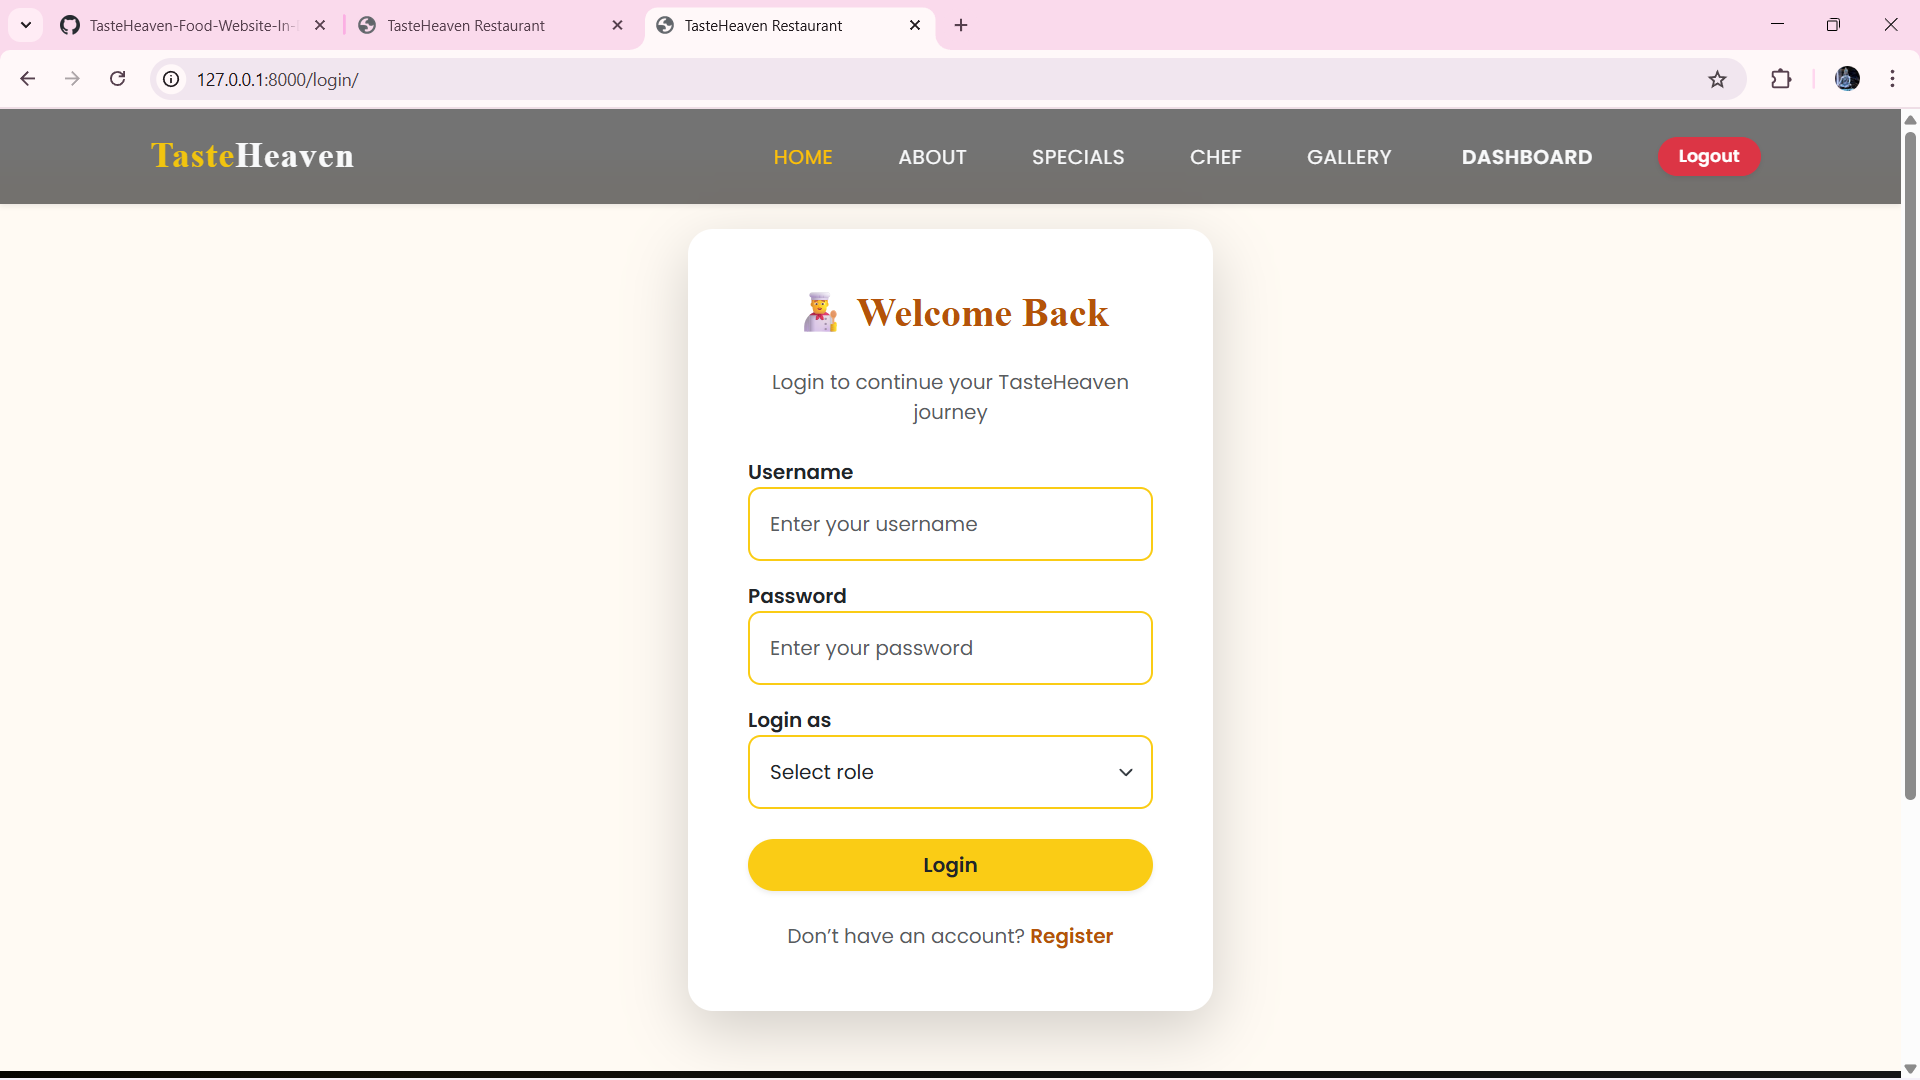 TasteHeaven-Food-Website-In-
TasteHeaven Restaurant
TasteHeaven Restaurant
127.0.0.1:8000/login/
TasteHeaven
HOME
ABOUT
SPECIALS
CHEF
GALLERY
DASHBOARD
Logout
Welcome Back
Login to continue your TasteHeaven
journey
Username
Enter your username
Password
Enter your password
Login as
Select role
Login
Don’t have an account? Register